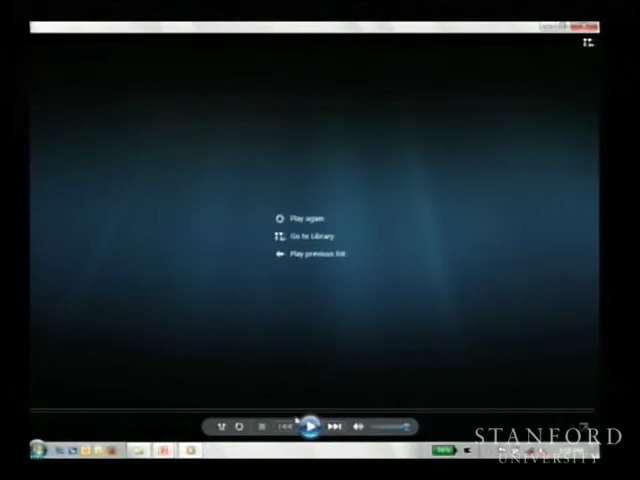 Play again
Go to Library
Play previous list
STANFORD
UNIVERSITY